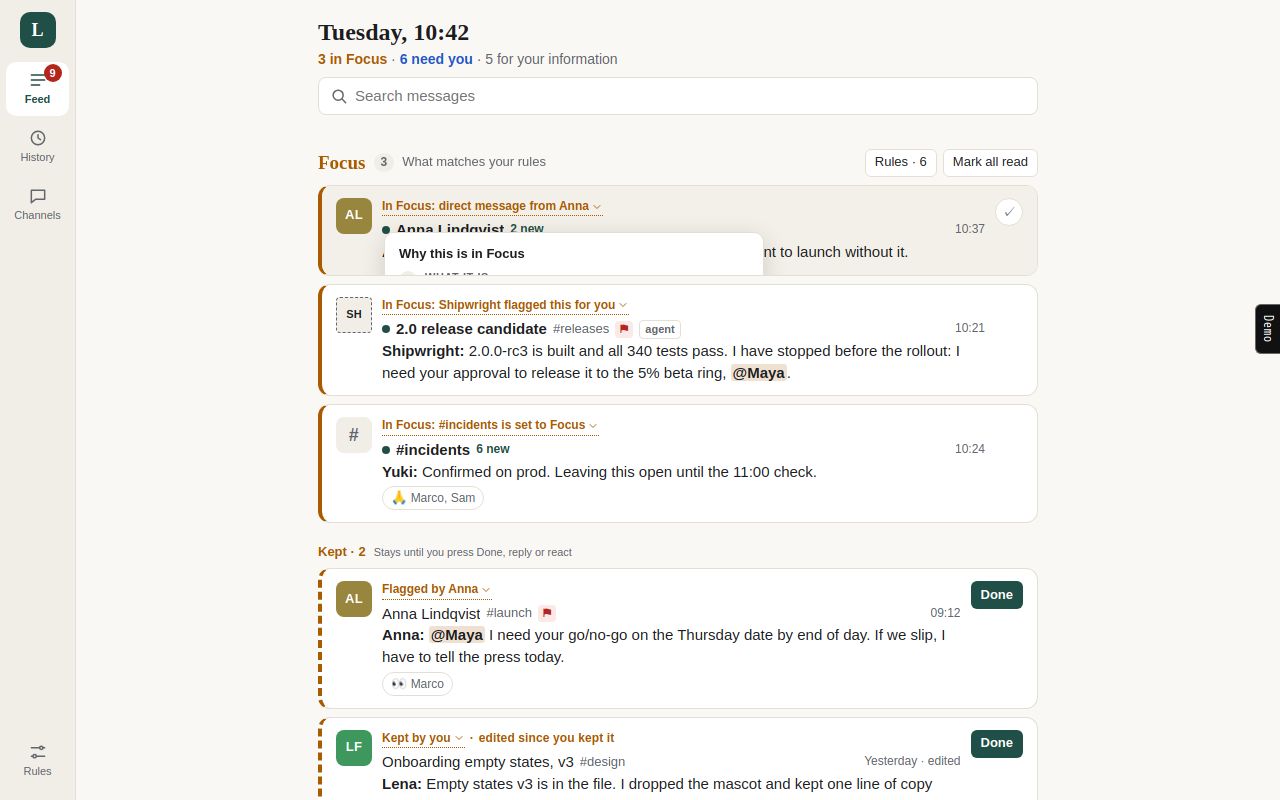 L
9
Feed
History
Channels
Rules
Tuesday, 10:42
3 in Focus · 6 need you · 5 for your information
Search messages
Focus 3 What matches your rules
Rules · 6
Mark all read
AL
In Focus: direct message from Anna
Anna Lindqvist 2 new
10:37
✓
Why this is in Focus
nt to launch without it.
SH
In Focus: Shipwright flagged this for you
2.0 release candidate #releases agent
10:21
Shipwright: 2.0.0-rc3 is built and all 340 tests pass. I have stopped before the rollout: I
need your approval to release it to the 5% beta ring, @Maya.
#
In Focus: #incidents is set to Focus
#incidents 6 new
10:24
Yuki: Confirmed on prod. Leaving this open until the 11:00 check.
🙏 Marco, Sam
Kept · 2 Stays until you press Done, reply or react
AL
Flagged by Anna
Done
Anna Lindqvist #launch
09:12
Anna: @Maya I need your go/no-go on the Thursday date by end of day. If we slip, I
have to tell the press today.
👀 Marco
LF
Kept by you · edited since you kept it
Done
Onboarding empty states, v3 #design
Yesterday · edited
Lena: Empty states v3 is in the file. I dropped the mascot and kept one line of copy
Demo